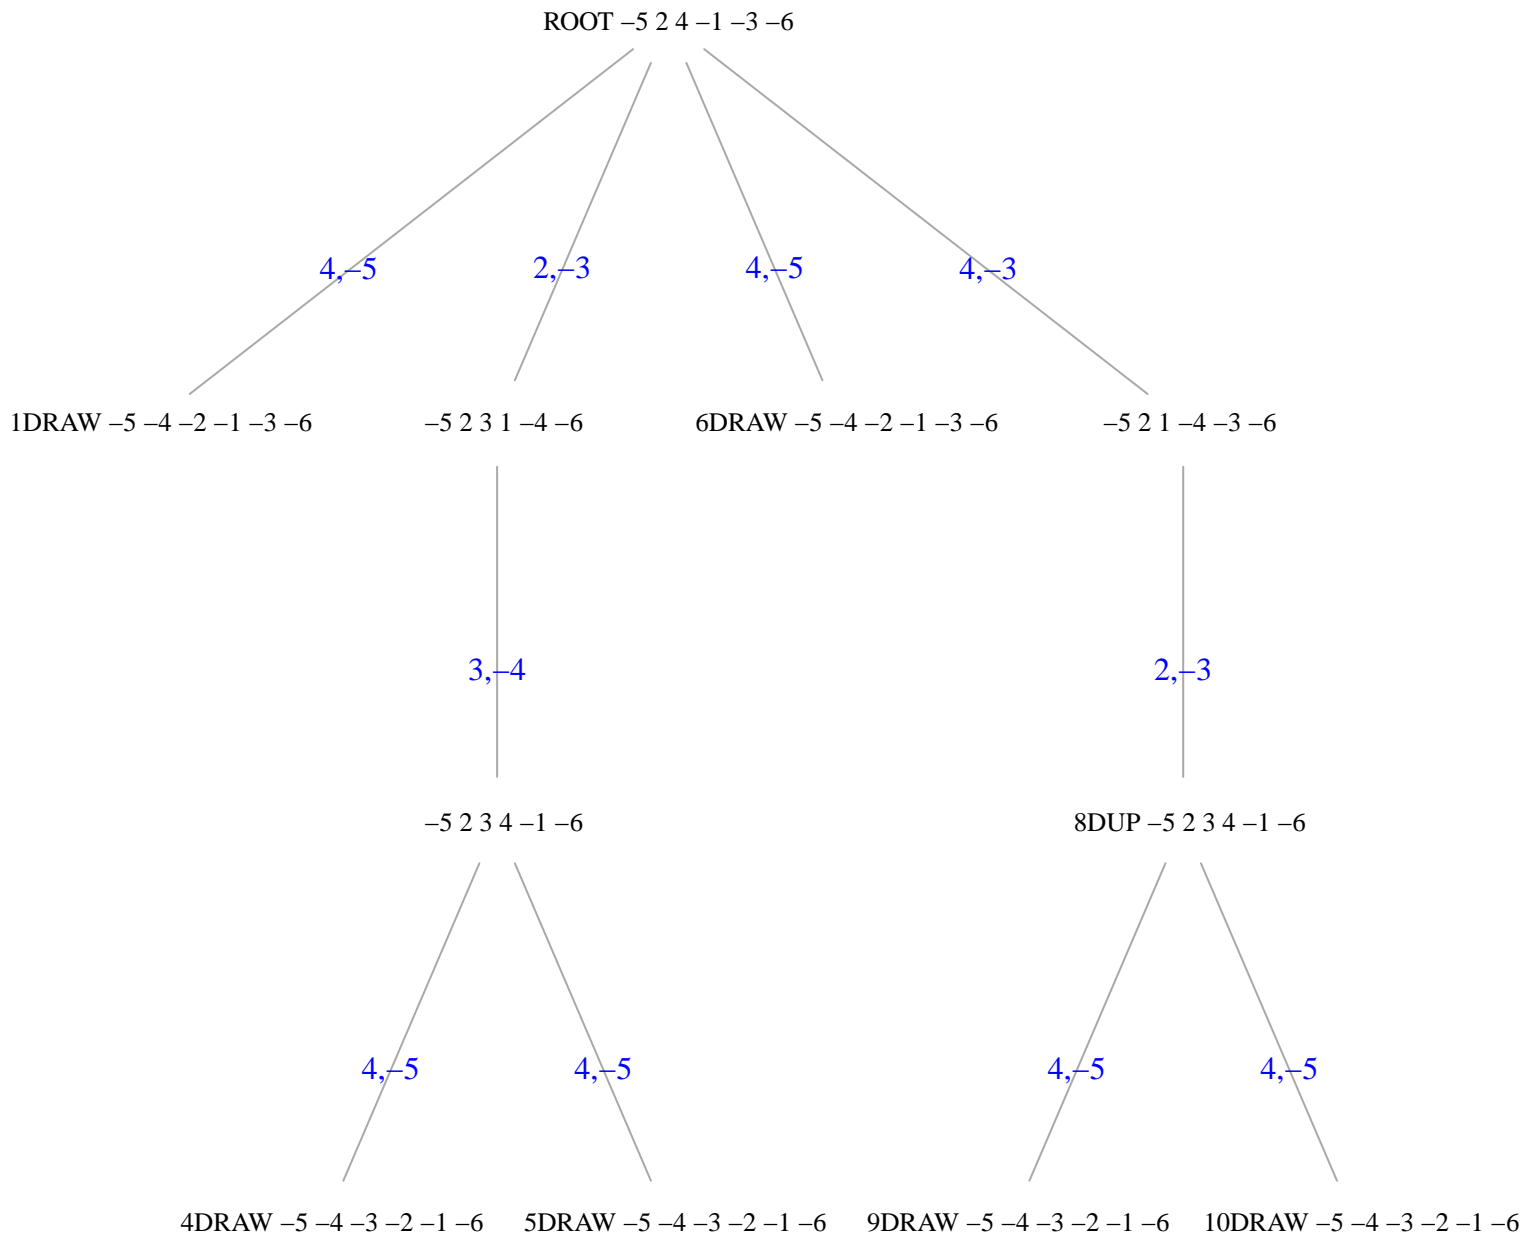 ROOT –5 2 4 –1 –3 –6
4,–5
2,–3
4,–5
4,–3
1DRAW –5 –4 –2 –1 –3 –6
–5 2 3 1 –4 –6
6DRAW –5 –4 –2 –1 –3 –6
–5 2 1 –4 –3 –6
3,–4
2,–3
–5 2 3 4 –1 –6
8DUP –5 2 3 4 –1 –6
4,–5
4,–5
4,–5
4,–5
4DRAW –5 –4 –3 –2 –1 –6
5DRAW –5 –4 –3 –2 –1 –6
9DRAW –5 –4 –3 –2 –1 –6
10DRAW –5 –4 –3 –2 –1 –6